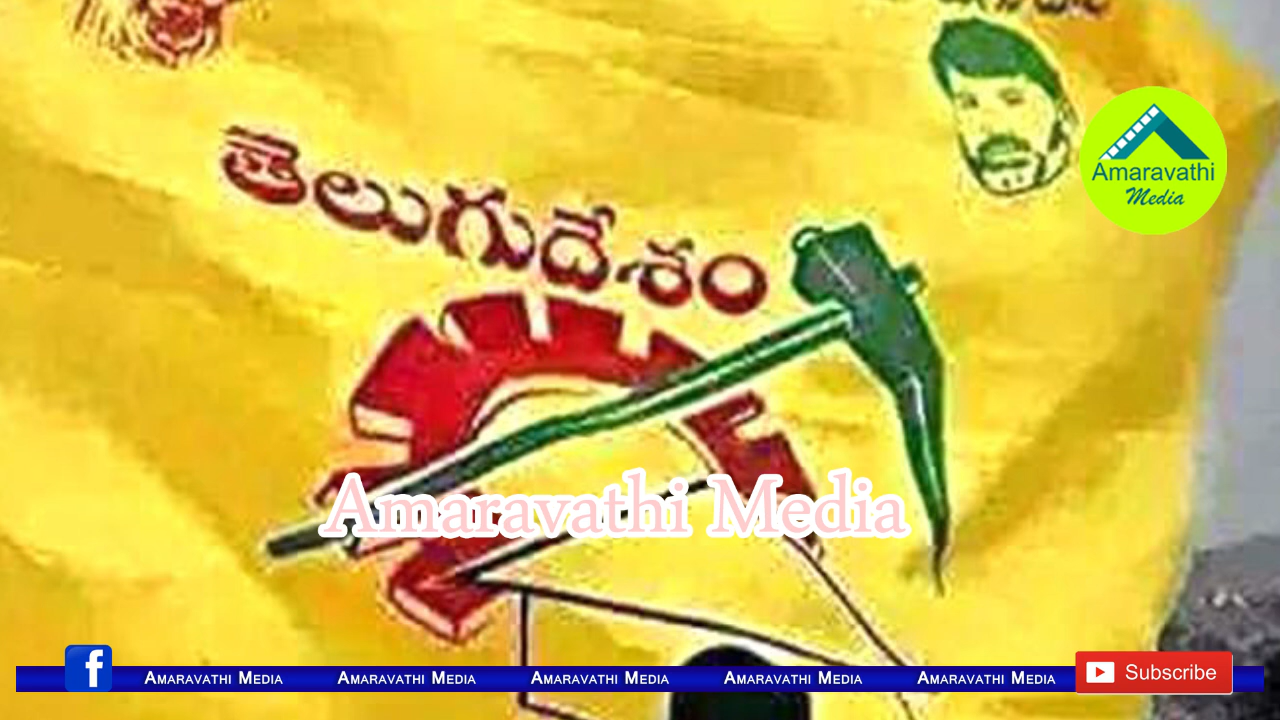 తెలుగుదేశం
Amaravathi
Media
Amaravathi Media
f
Amaravathi Media Amaravathi Media Amaravathi Media Amaravathi Media Amaravathi Media
Subscribe